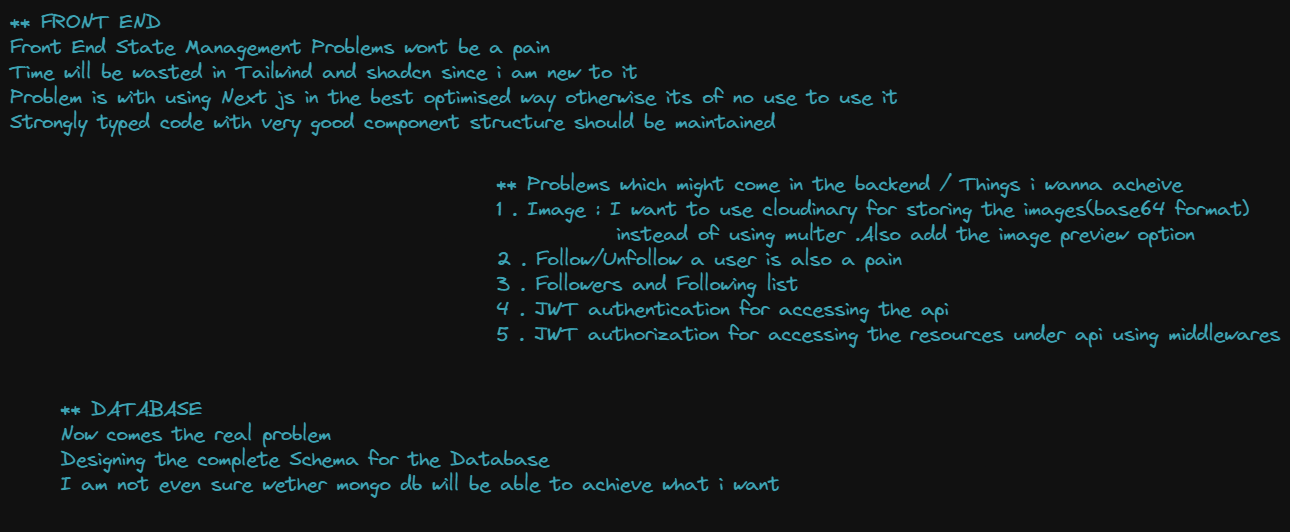 ** FRONT END
Front End State Management Problems wont be a pain
Time will be wasted in Tailwind and shadcn since i am new to it
Problem is with using Next js in the best optimised way otherwise its of no use to use it
Strongly typed code with very good component structure should be maintained
** Problems which might come in the backend / Things i wanna acheive
1 . Image : I want to use cloudinary for storing the images(base64 format)
instead of using multer .Also add the image preview option
2 . Follow/Unfollow a user is also a pain
3 . Followers and Following list
4 . JWT authentication for accessing the api
5 . JWT authorization for accessing the resources under api using middlewares
** DATABASE
Now comes the real problem
Designing the complete Schema for the Database
I am not even sure wether mongo db will be able to achieve what i want